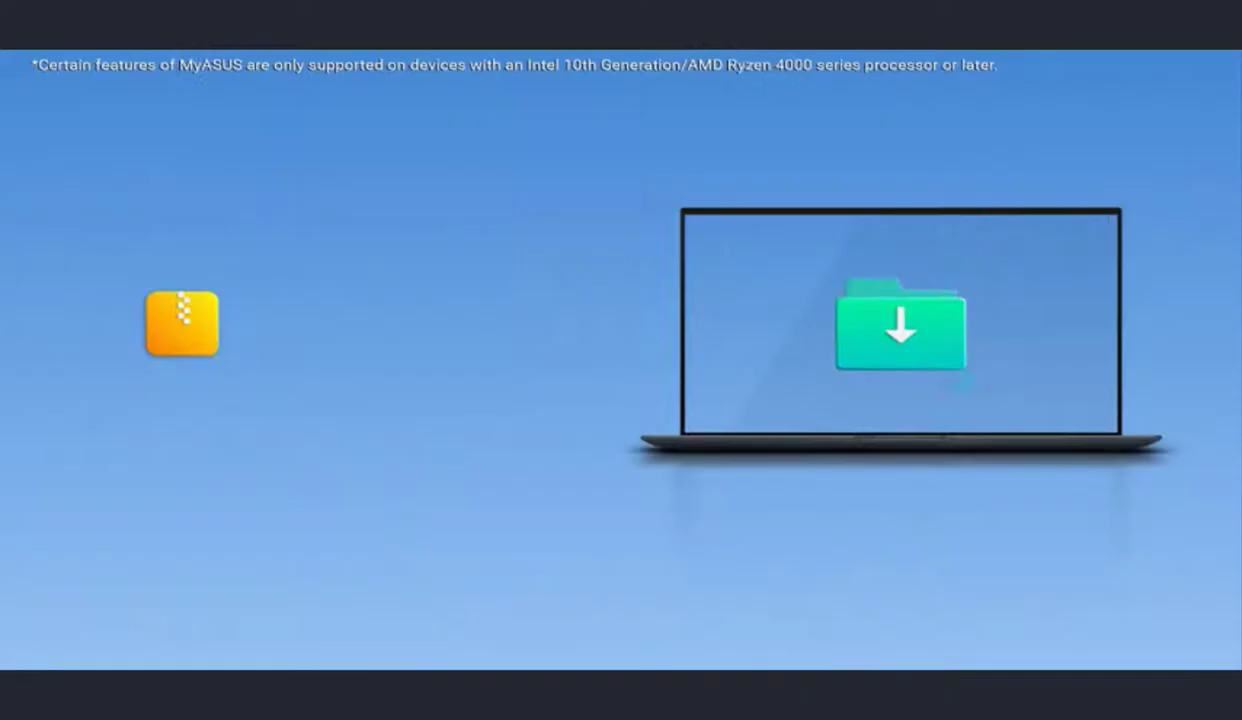 *Certain features of MyASUS are only supported on devices with an Intel 10th Generation/AMD Ryzen 4000 series processor or later.